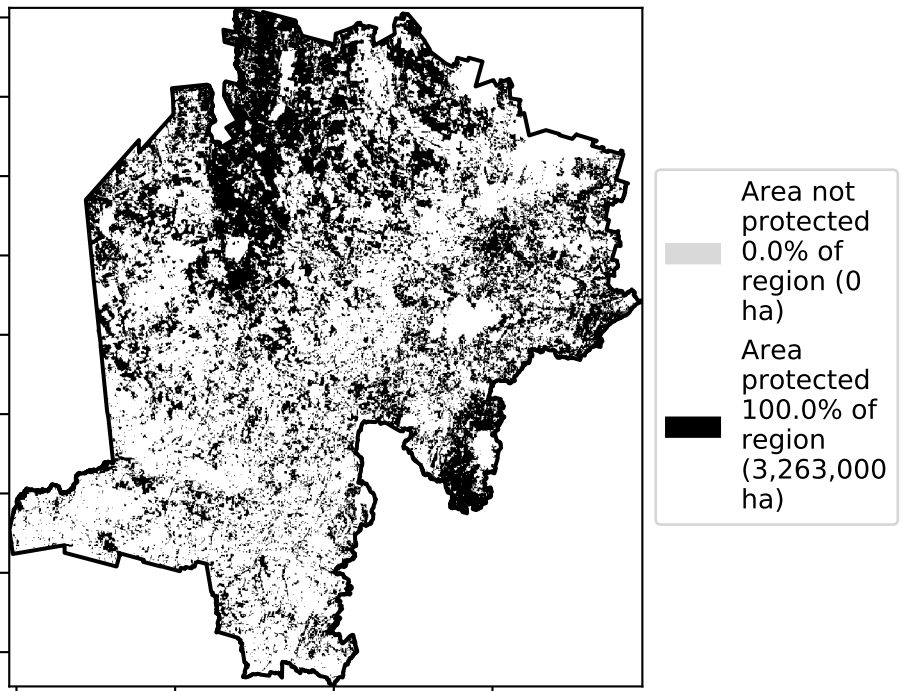 Area not
protected
0.0% of
region (0
ha)
Area
protected
100.0% of
region
(3,263,000
ha)